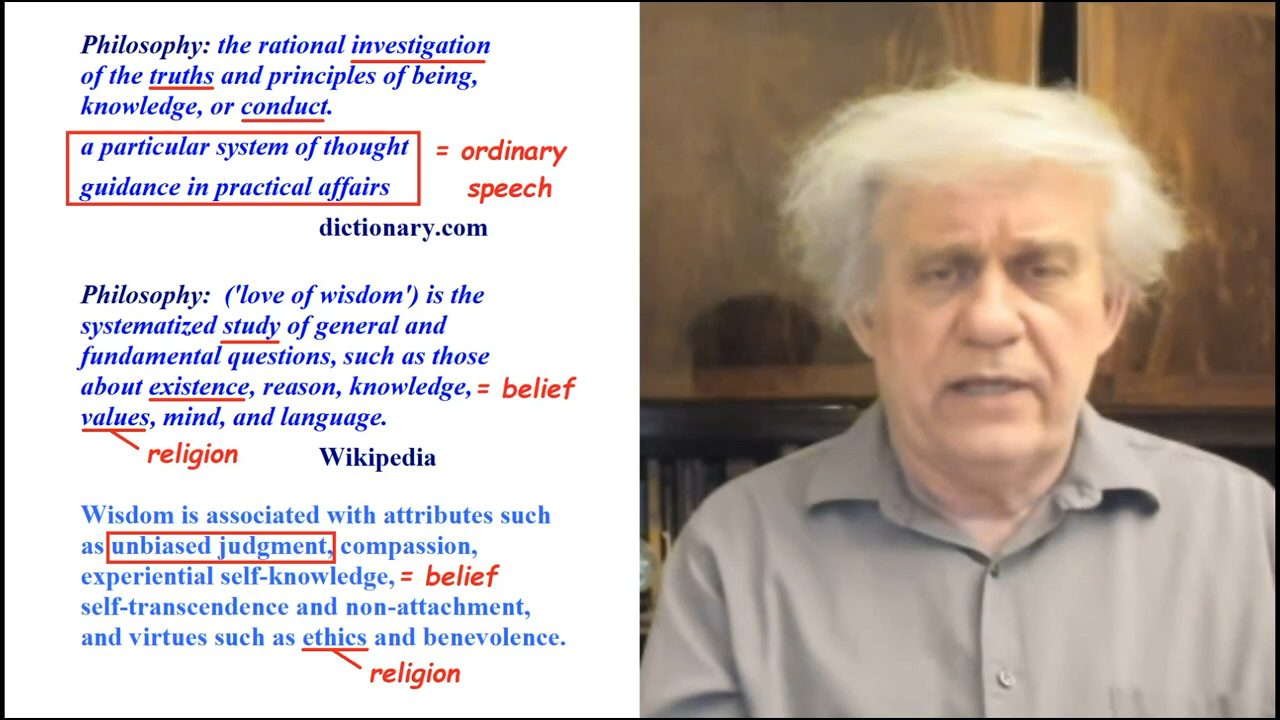 Philosophy: the rational investigation
of the truths and principles of being,
knowledge, or conduct.
a particular system of thought = ordinary
guidance in practical affairs speech
dictionary.com
Philosophy: ('love of wisdom') is the
systematized study of general and
fundamental questions, such as those
about existence, reason, knowledge, = belief
values, mind, and language.
religion
Wikipedia
Wisdom is associated with attributes such
as unbiased judgment, compassion,
experiential self-knowledge, = belief
self-transcendence and non-attachment,
and virtues such as ethics and benevolence.
religion